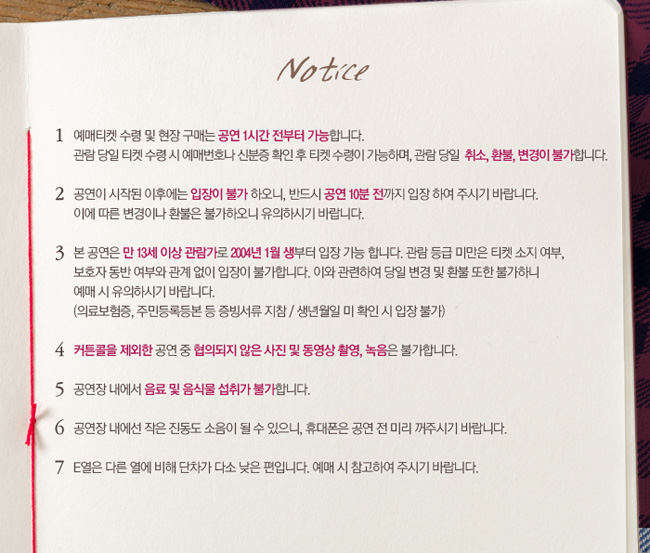 Notice
1 예매티켓 수령 및 현장 구매는 공연 1시간 전부터 가능합니다.
관람 당일 티켓 수령 시 예매번호나 신분증 확인 후 티켓 수령이 가능하며, 관람 당일 취소, 환불, 변경이 불가합니다.
2 공연이 시작된 이후에는 입장이 불가 하오니, 반드시 공연 10분 전까지 입장 하여 주시기 바랍니다.
이에 따른 변경이나 환불은 불가하오니 유의하시기 바랍니다.
3 본 공연은 만 13세 이상 관람가로 2004년 1월 생부터 입장 가능 합니다. 관람 등급 미만은 티켓 소지 여부,
보호자 동반 여부와 관계 없이 입장이 불가합니다. 이와 관련하여 당일 변경 및 환불 또한 불가하니
예매 시 유의하시기 바랍니다.
(의료보험증, 주민등록등본 등 증빙서류 지참 / 생년월일 미 확인 시 입장 불가)
4 커튼콜을 제외한 공연 중 협의되지 않은 사진 및 동영상 촬영, 녹음은 불가합니다.
5 공연장 내에서 음료 및 음식물 섭취가 불가합니다.
6 공연장 내에선 작은 진동도 소음이 될 수 있으니, 휴대폰은 공연 전 미리 꺼주시기 바랍니다.
7 E열은 다른 열에 비해 단차가 다소 낮은 편입니다. 예매 시 참고하여 주시기 바랍니다.